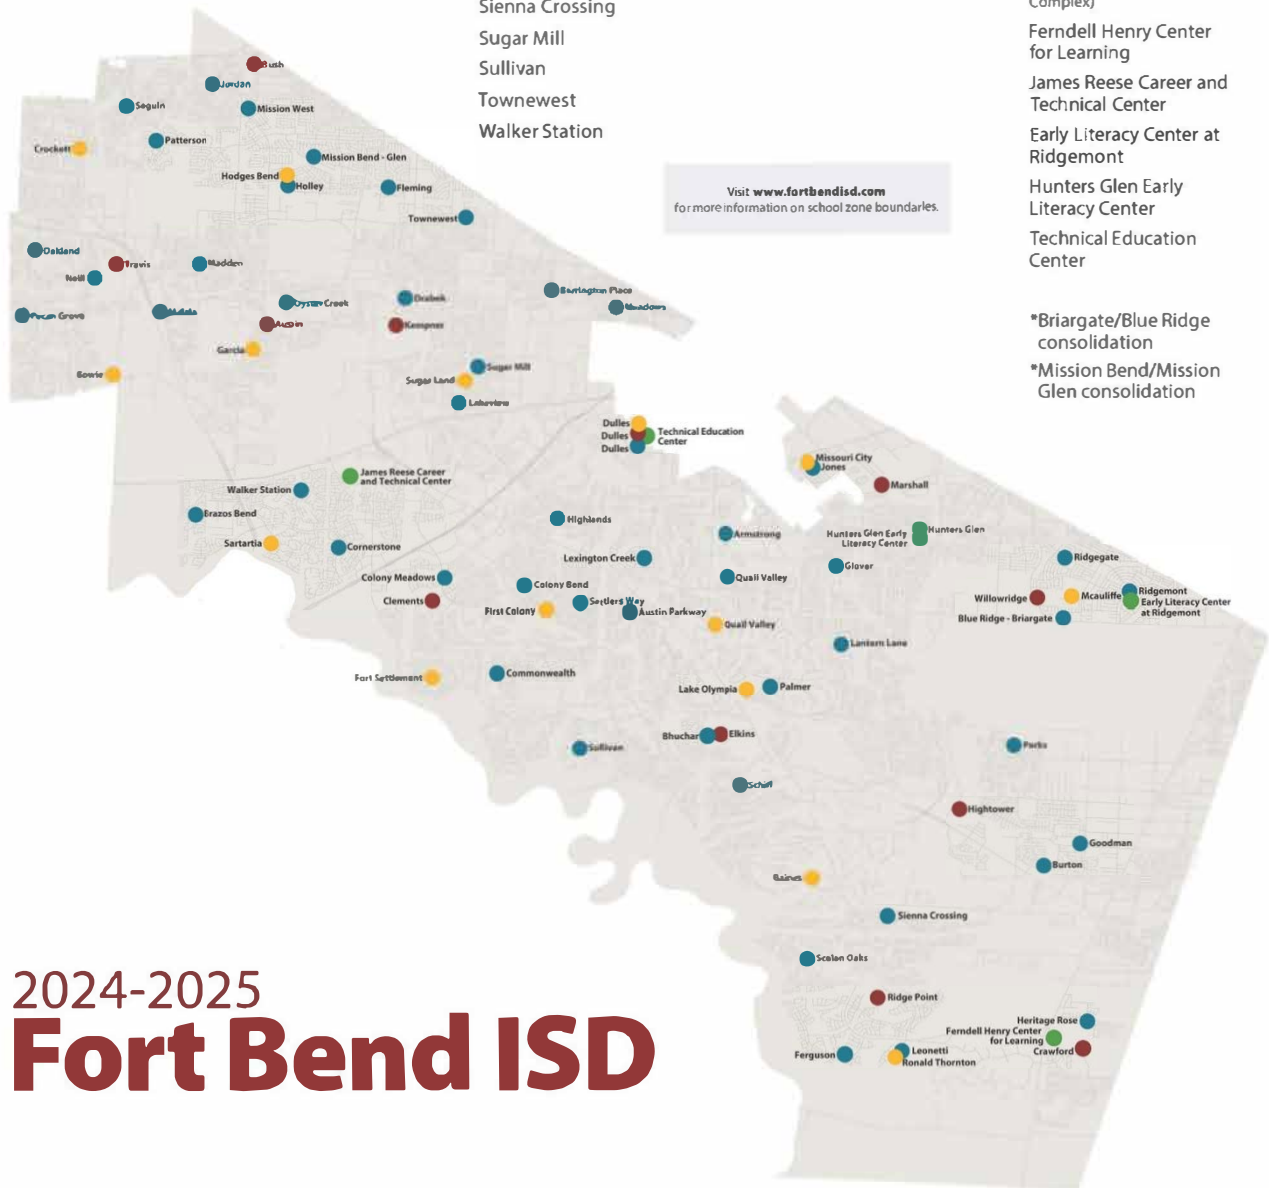 Sienna Crossing
Sugar Mill
Sullivan
Townewest
Walker Station
Complex)
Ferndell Henry Center
for Learning
James Reese Career and
Technical Center
Early Literacy Center at
Ridgemont
Hunters Glen Early
Literacy Center
Technical Education
Center
*Briargate/Blue Ridge
consolidation
*Mission Bend/Mission
Glen consolidation
Visit www.fortbendisd.com
for more information on school zone boundaries.
Bush
Jordan
Seguin
Mission West
Patterson
Crockett
Mission Bend - Glen
Hodges Bend
Holley
Fleming
Townewest
Oakland
Travis
Madden
Neill
Barrington Place
Drabek
Oyster Creek
Meadows
Pecan Grove
Malala
Austin
Kempner
Garcia
Sugar Mill
Bowie
Sugar Land
Lakeview
Dulles
Dulles
Dulles
Technical Education
Center
Missouri City
Jones
James Reese Career
and Technical Center
Marshall
Walker Station
Brazos Bend
Highlands
Armstrong
Hunters Glen Early
Literacy Center
Hunters Glen
Sartartia
Cornerstone
Lexington Creek
Ridgegate
Glover
Colony Meadows
Quail Valley
Colony Bend
Clements
Settlers Way
First Colony
Austin Parkway
Willowridge
Mcauliffe
Ridgemont
Early Literacy Center
at Ridgemont
Blue Ridge - Briargate
Quail Valley
Lantern Lane
Fort Settlement
Commonwealth
Lake Olympia
Palmer
Bhuchar
Elkins
Sullivan
Parks
Schiff
Hightower
Goodman
Burton
Baines
Sienna Crossing
Scalan Oaks
Ridge Point
Heritage Rose
Ferndell Henry Center
for Learning
Crawford
Ferguson
Leonetti
Ronald Thornton
2024-2025
Fort Bend ISD